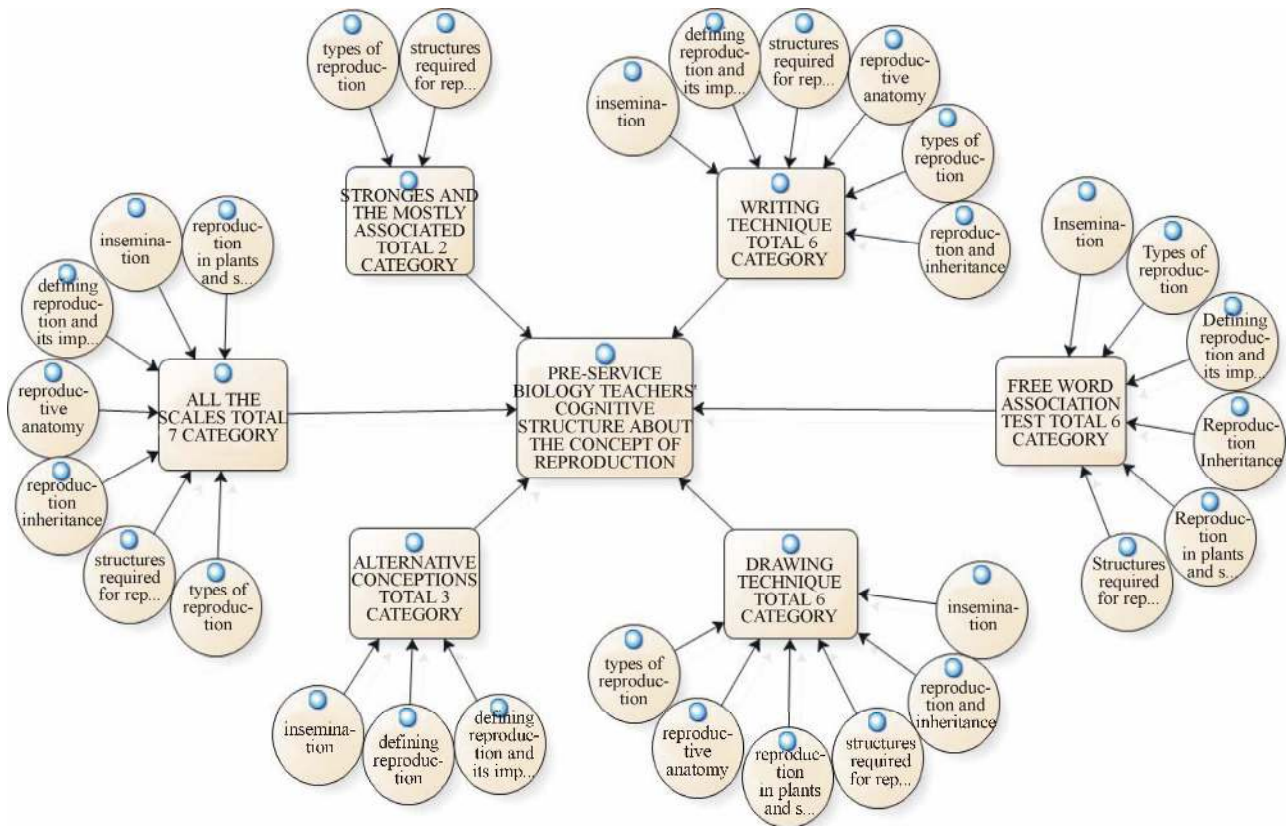 types of
reproduc-
tion
structures
required
for rep...
STRONGES AND
THE MOSTLY
ASSOCIATED
TOTAL 2
CATEGORY
insemina-
tion
defining
reproduc-
tion and
its imp...
structures
required
for rep...
reproduc-
tive
anatomy
types of
reproduc-
tion
reproduc-
tion and
inheritance
WRITING
TECHNIQUE
TOTAL 6
CATEGORY
insemina-
tion
reproduc-
tion
in plants
and s...
defining
reproduc-
tion and
its imp...
reproduc-
tive
anatomy
reproduc-
tion
inheritance
structures
required
for rep...
types of
reproduc-
tion
ALL THE
SCALES TOTAL
7 CATEGORY
PRE-SERVICE
BIOLOGY TEACHERS'
COGNITIVE
STRUCTURE ABOUT
THE CONCEPT OF
REPRODUCTION
Insemina-
tion
Types of
reproduc-
tion
Defining
reproduc-
tion and
its imp...
Reproduc-
tion
Inheritance
Reproduc-
tion
in plants
and s...
Structures
required
for rep...
FREE WORD
ASSOCIATION
TEST TOTAL 6
CATEGORY
ALTERNATIVE
CONCEPTIONS
TOTAL 3
CATEGORY
insemina-
tion
defining
reproduc-
tion
defining
reproduc-
tion and
its imp...
DRAWING
TECHNIQUE
TOTAL 6
CATEGORY
insemina-
tion
types of
reproduc-
tion
reproduc-
tive
anatomy
reproduc-
tion
in plants
and s...
structures
required
for rep...
reproduc-
tion and
inheritance